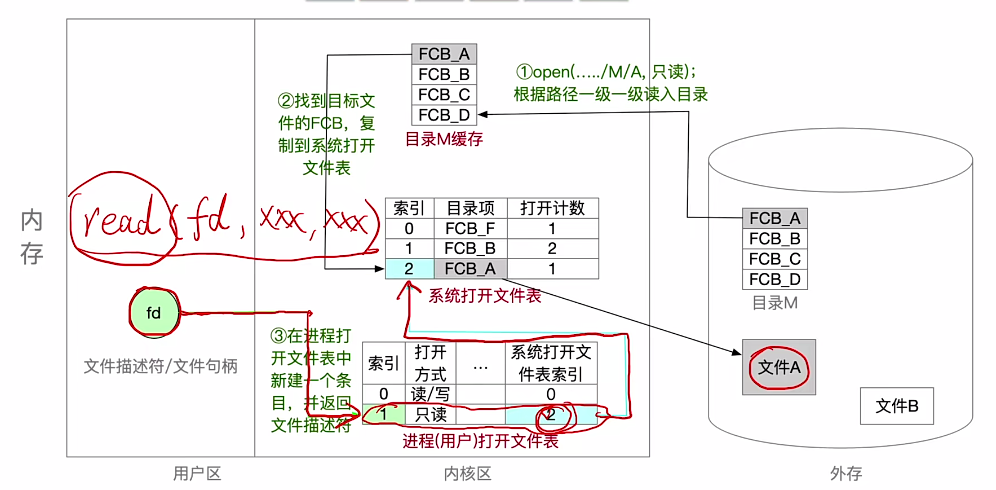 FCB_A
FCB_B
FCB_C
FCB_D
目录M缓存
①open(…../M/A, 只读);
根据路径一级一级读入目录
②找到目标文
件的FCB，复
制到系统打开
文件表
内
存
read(fd, xxx, xxx)
索引 目录项 打开计数
0 FCB_F 1
1 FCB_B 2
2 FCB_A 1
系统打开文件表
fd
文件描述符/文件句柄
③在进程打
开文件表中
新建一个条
目，并返回
文件描述符
索引 打开
方式 … 系统打开文
件表索引
0 读/写 0
1 只读 2
进程(用户)打开文件表
FCB_A
FCB_B
FCB_C
FCB_D
目录M
文件A
文件B
用户区
内核区
外存